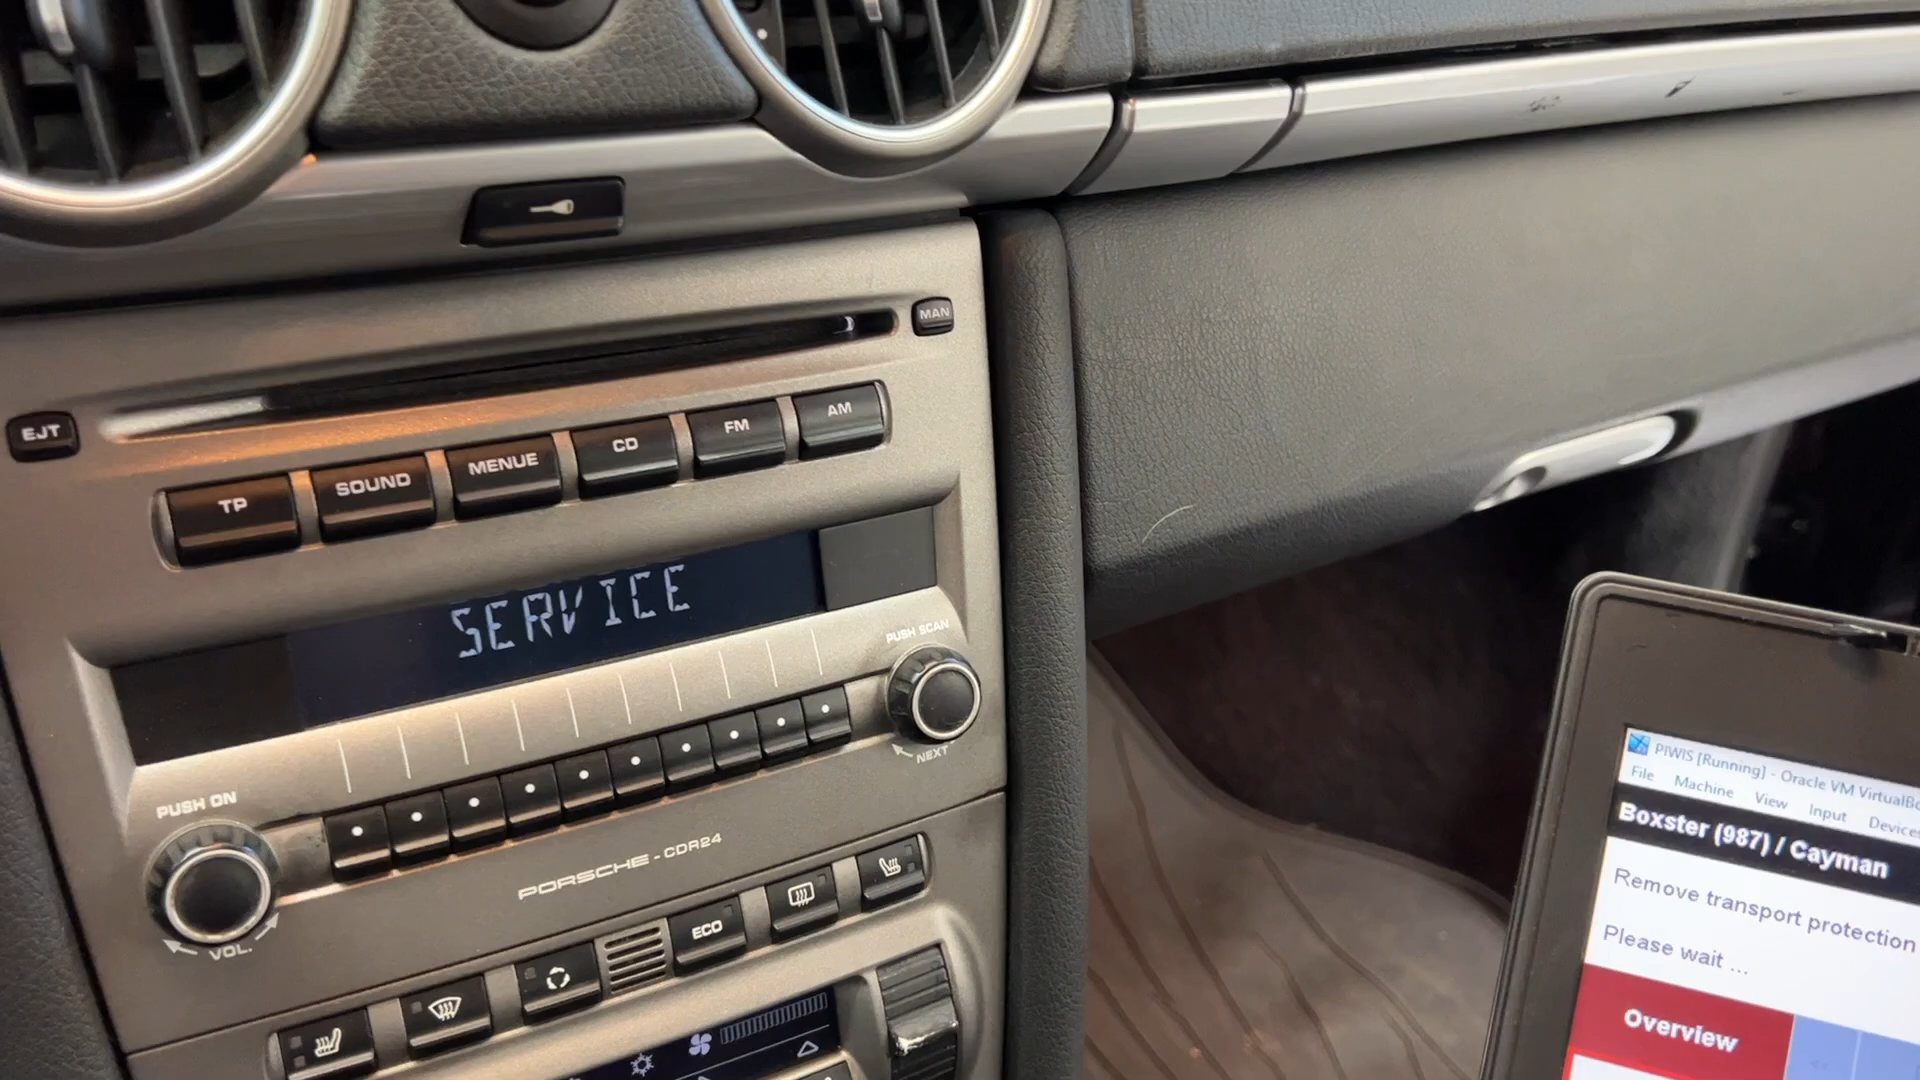 MAN
EJT
TP SOUND MENUE CD FM AM
SERVICE
PUSH SCAN
NEXT
PUSH ON
VOL.
PORSCHE - CDR24
ECO
PIWIS [Running] - Oracle VM VirtualBo
File Machine View Input Devices
Boxster (987) / Cayman
Remove transport protection
Please wait ...
Overview